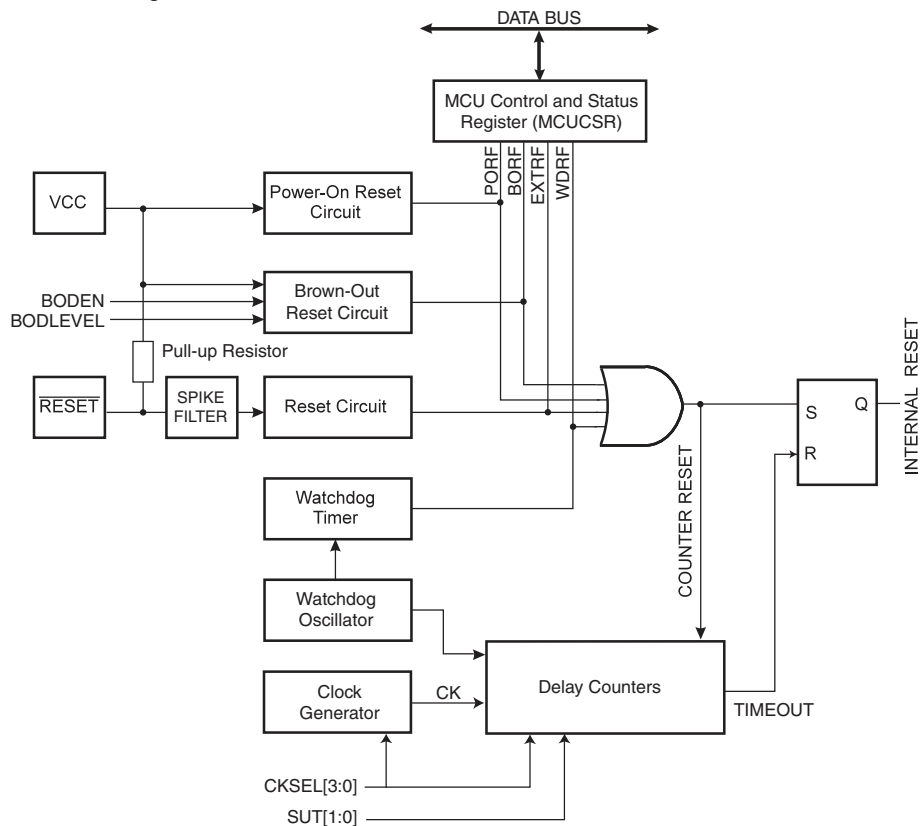 DATA BUS
MCU Control and Status
Register (MCUCSR)
PORF
BORF
EXTRF
WDRF
VCC
Power-On Reset
Circuit
BODEN
BODLEVEL
Brown-Out
Reset Circuit
Pull-up Resistor
RESET
SPIKE
FILTER
Reset Circuit
S
Q
R
INTERNAL RESET
Watchdog
Timer
COUNTER RESET
Watchdog
Oscillator
Clock
Generator
CK
Delay Counters
TIMEOUT
CKSEL[3:0]
SUT[1:0]